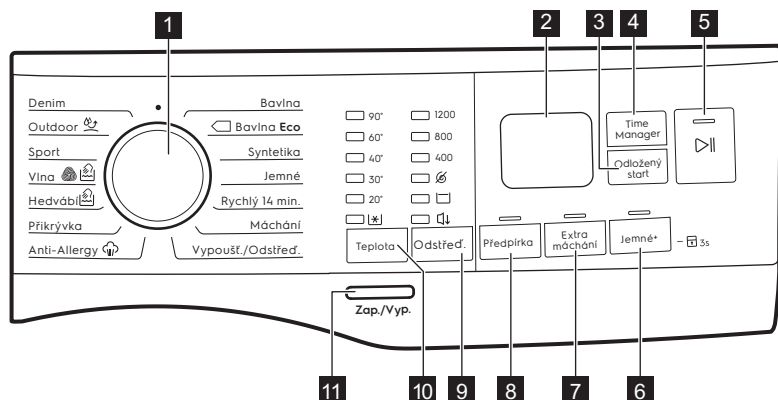 1
2
3
4
5
Denim
Outdoor
Sport
Vlna
Hedvábí
Přikrývka
Anti-Allergy
Bavlna
Bavlna Eco
Syntetika
Jemné
Rychlý 14 min.
Máchání
Vypoušť./Odstřeď.
90°
60°
40°
30°
20°
1200
800
400
Teplota
Odstřeď.
Time
Manager
Odložený
start
Předpírka
Extra
máchání
Jemné+
3s
Zap./Vyp.
11
10
9
8
7
6